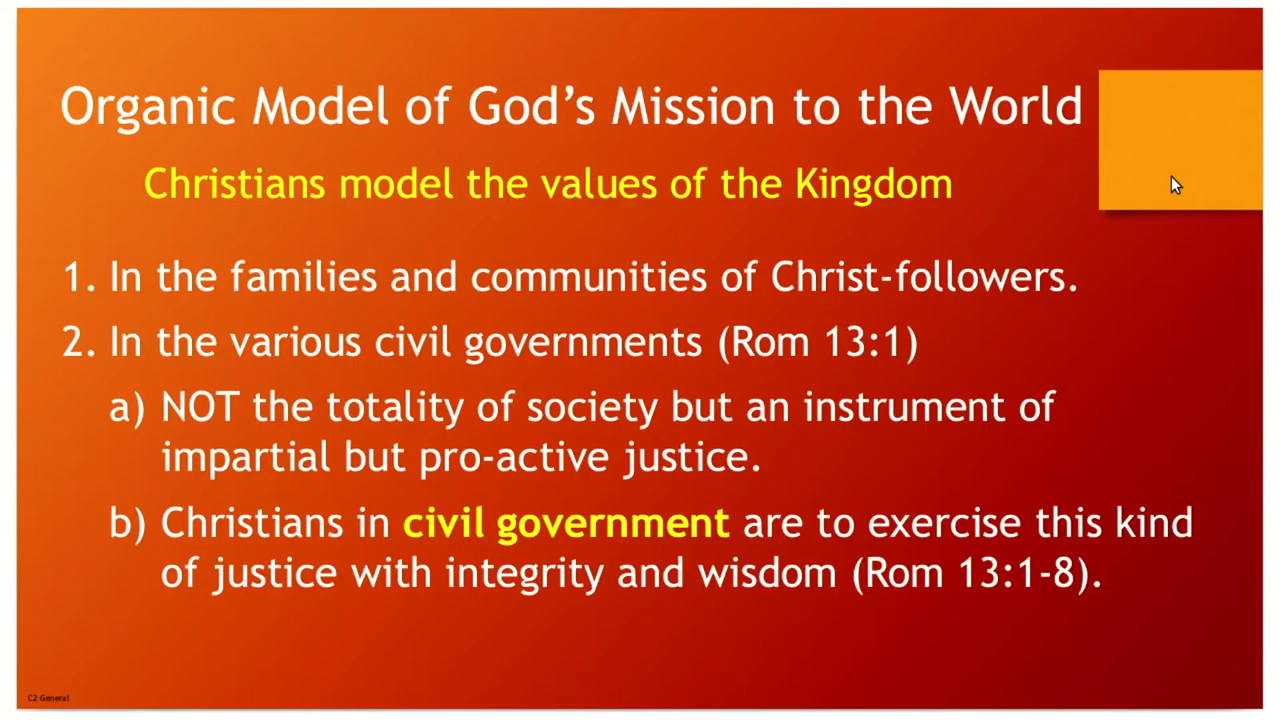 Organic Model of God's Mission to the World
Christians model the values of the Kingdom
1. In the families and communities of Christ-followers.
2. In the various civil governments (Rom 13:1)
a) NOT the totality of society but an instrument of
impartial but pro-active justice.
b) Christians in civil government are to exercise this kind
of justice with integrity and wisdom (Rom 13:1-8).
C2 General